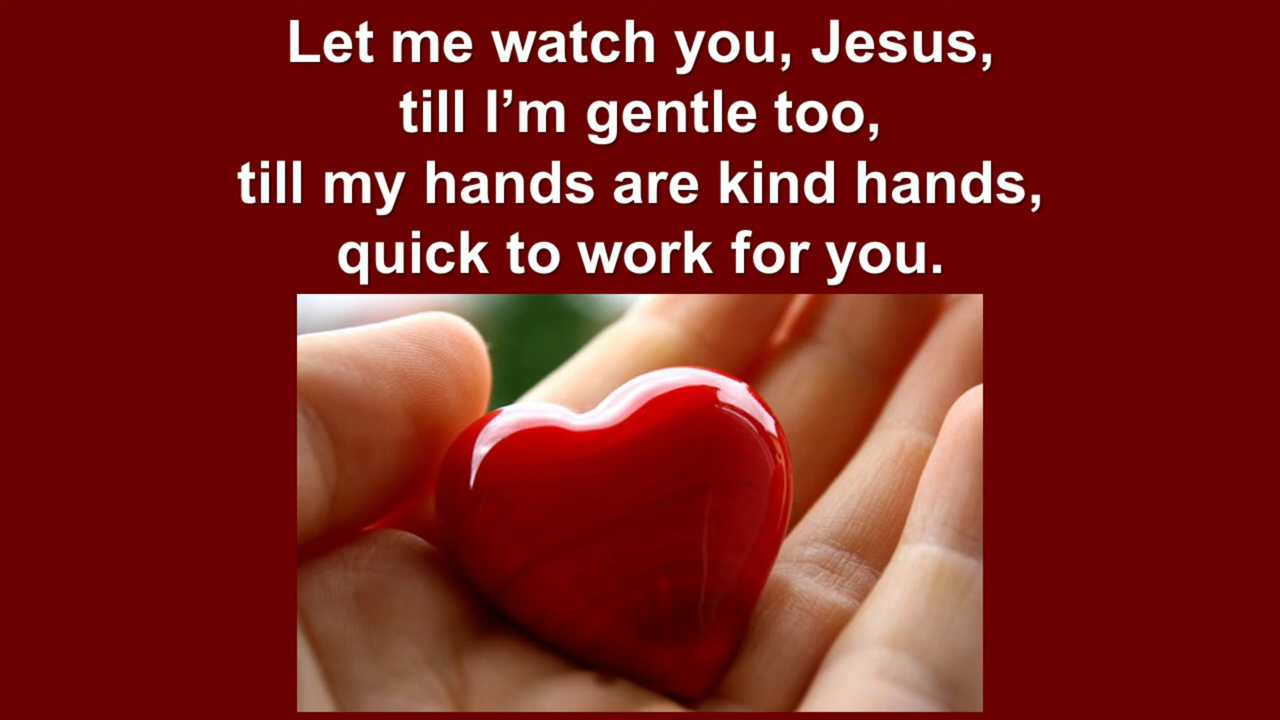 Let me watch you, Jesus,
till I’m gentle too,
till my hands are kind hands,
quick to work for you.